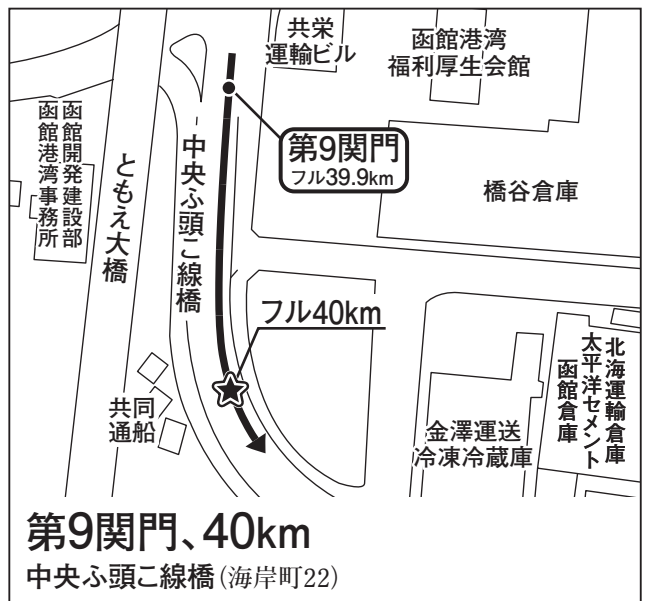 共栄
運輸ビル
函館港湾
福利厚生会館
第9関門
フル39.9km
橋谷倉庫
函館開発建設部
函館港湾事務所
ともえ大橋
中央ふ頭こ線橋
フル40km
共同
通船
金澤運送
冷凍冷蔵庫
北海運輸倉庫
太平洋セメント
函館倉庫
第9関門、40km
中央ふ頭こ線橋(海岸町22)